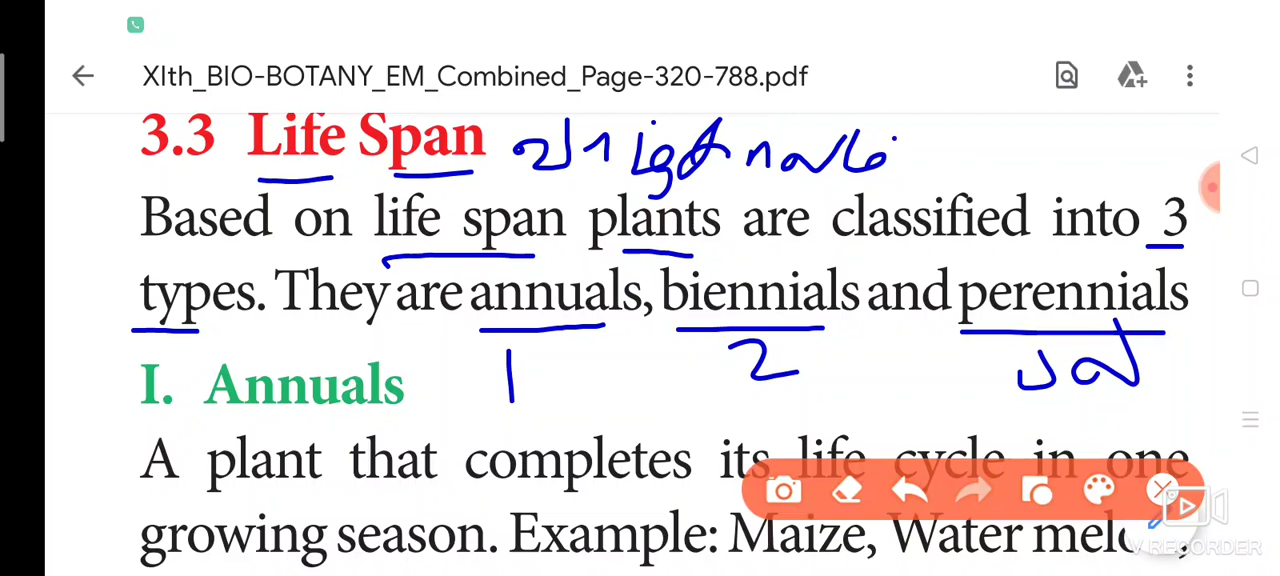 XIth_BIO-BOTANY_EM_Combined_Page-320-788.pdf
3.3 Life Span வாழ்நாள்
Based on life span plants are classified into 3
types. They are annuals, biennials and perennials
1 2 பல
I. Annuals
A plant that completes its life cycle in one
growing season. Example: Maize, Water
V RECORDER